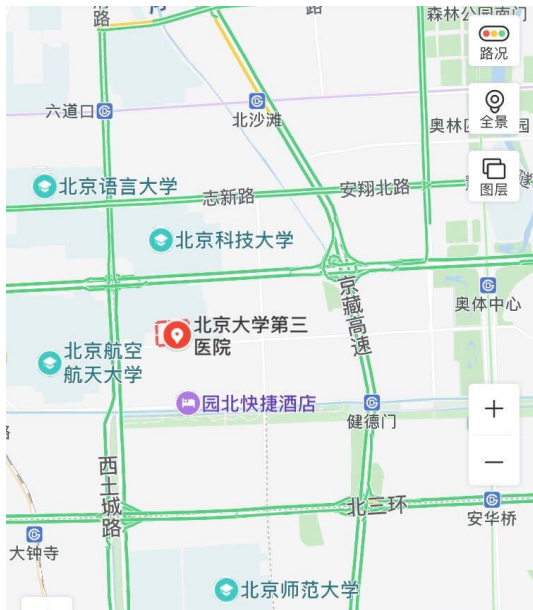 路
森林公园南门
路况
六道口
北沙滩
全景
图层
北京语言大学
志新路
安翔北路
北京科技大学
京藏高速
奥体中心
北京大学第三
医院
北京航空
航天大学
园北快捷酒店
健德门
西土城路
北三环
安华桥
大钟寺
北京师范大学